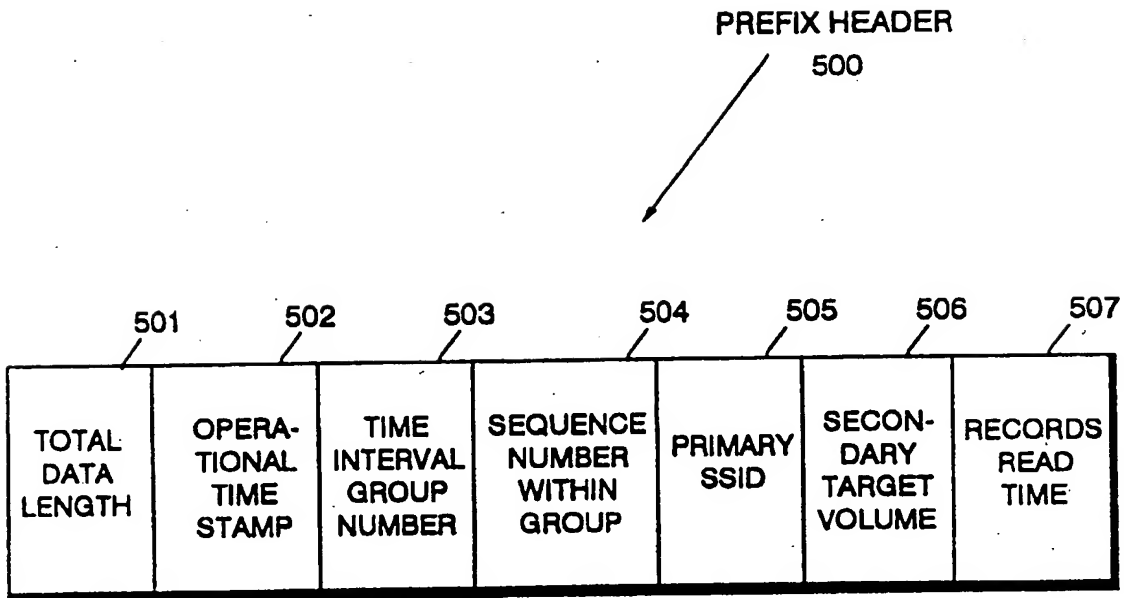 PREFIX HEADER
500
501 502 503 504 505 506 507
TOTAL
DATA
LENGTH
OPERA-
TIONAL
TIME
STAMP
TIME
INTERVAL
GROUP
NUMBER
SEQUENCE
NUMBER
WITHIN
GROUP
PRIMARY
SSID
SECON-
DARY
TARGET
VOLUME
RECORDS
READ
TIME